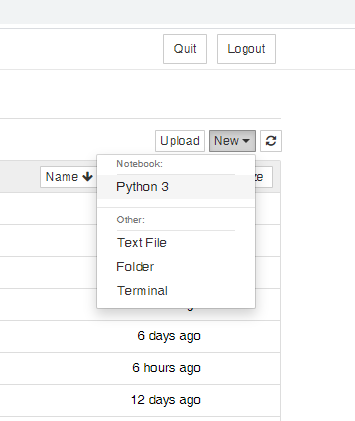 Quit Logout
Upload New
Notebook:
Name
Python 3
Other:
Text File
Folder
Terminal
6 days ago
6 hours ago
12 days ago